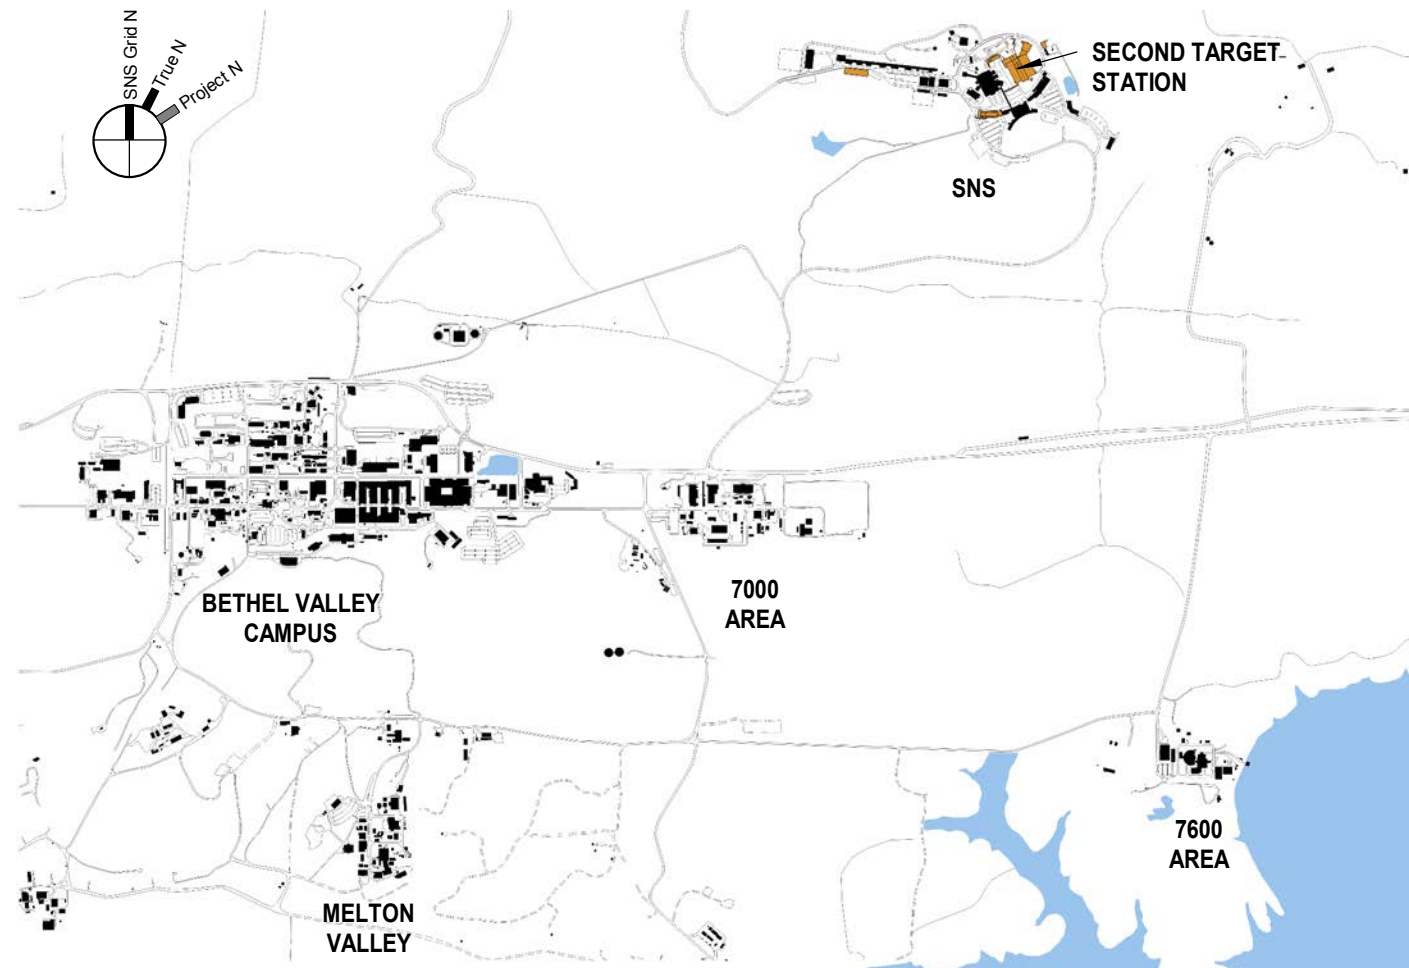 SNS Grid N
True N
Project N
SECOND TARGET
STATION
SNS
7000
AREA
BETHEL VALLEY
CAMPUS
7600
AREA
MELTON
VALLEY